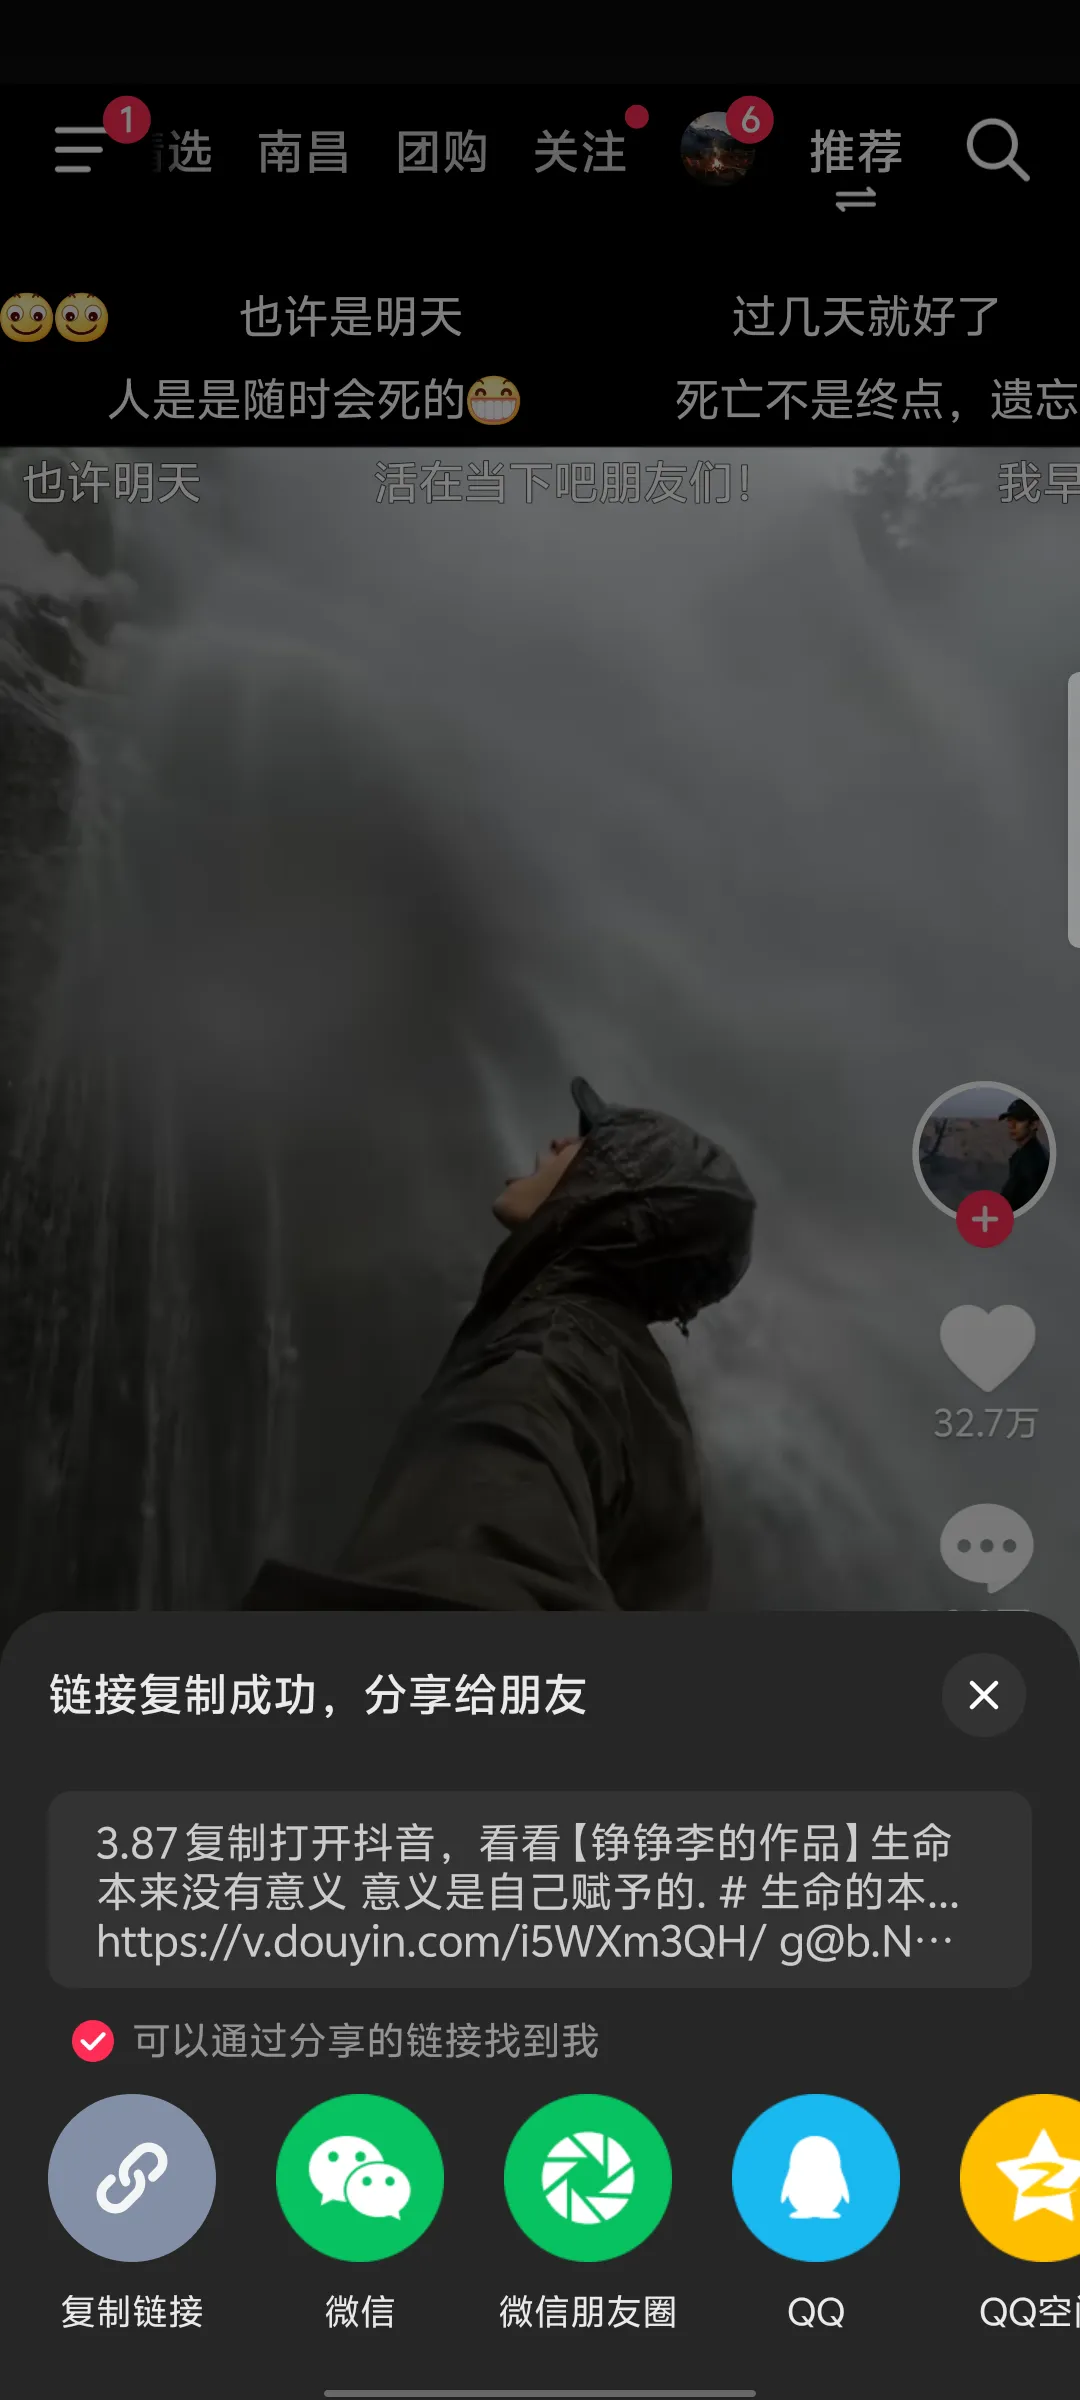 1
选 南昌 团购 关注 6 推荐
也许是明天 过几天就好了
人是是随时会死的 死亡不是终点，遗忘
也许明天 活在当下吧朋友们！ 我早
32.7万
链接复制成功，分享给朋友
3.87复制打开抖音，看看【铮铮李的作品】生命
本来没有意义 意义是自己赋予的. # 生命的本...
https://v.douyin.com/i5WXm3QH/ g@b.N...
可以通过分享的链接找到我
复制链接 微信 微信朋友圈 QQ QQ空